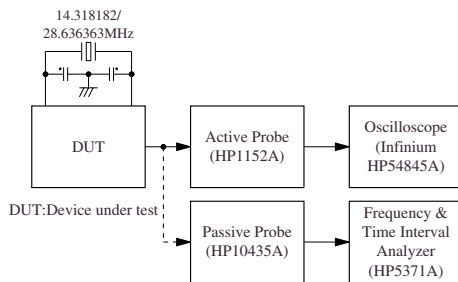 14.318182/
28.636363MHz
DUT
Active Probe
(HP1152A)
Oscilloscope
(Infinium
HP54845A)
DUT:Device under test
Passive Probe
(HP10435A)
Frequency &
Time Interval
Analyzer
(HP5371A)